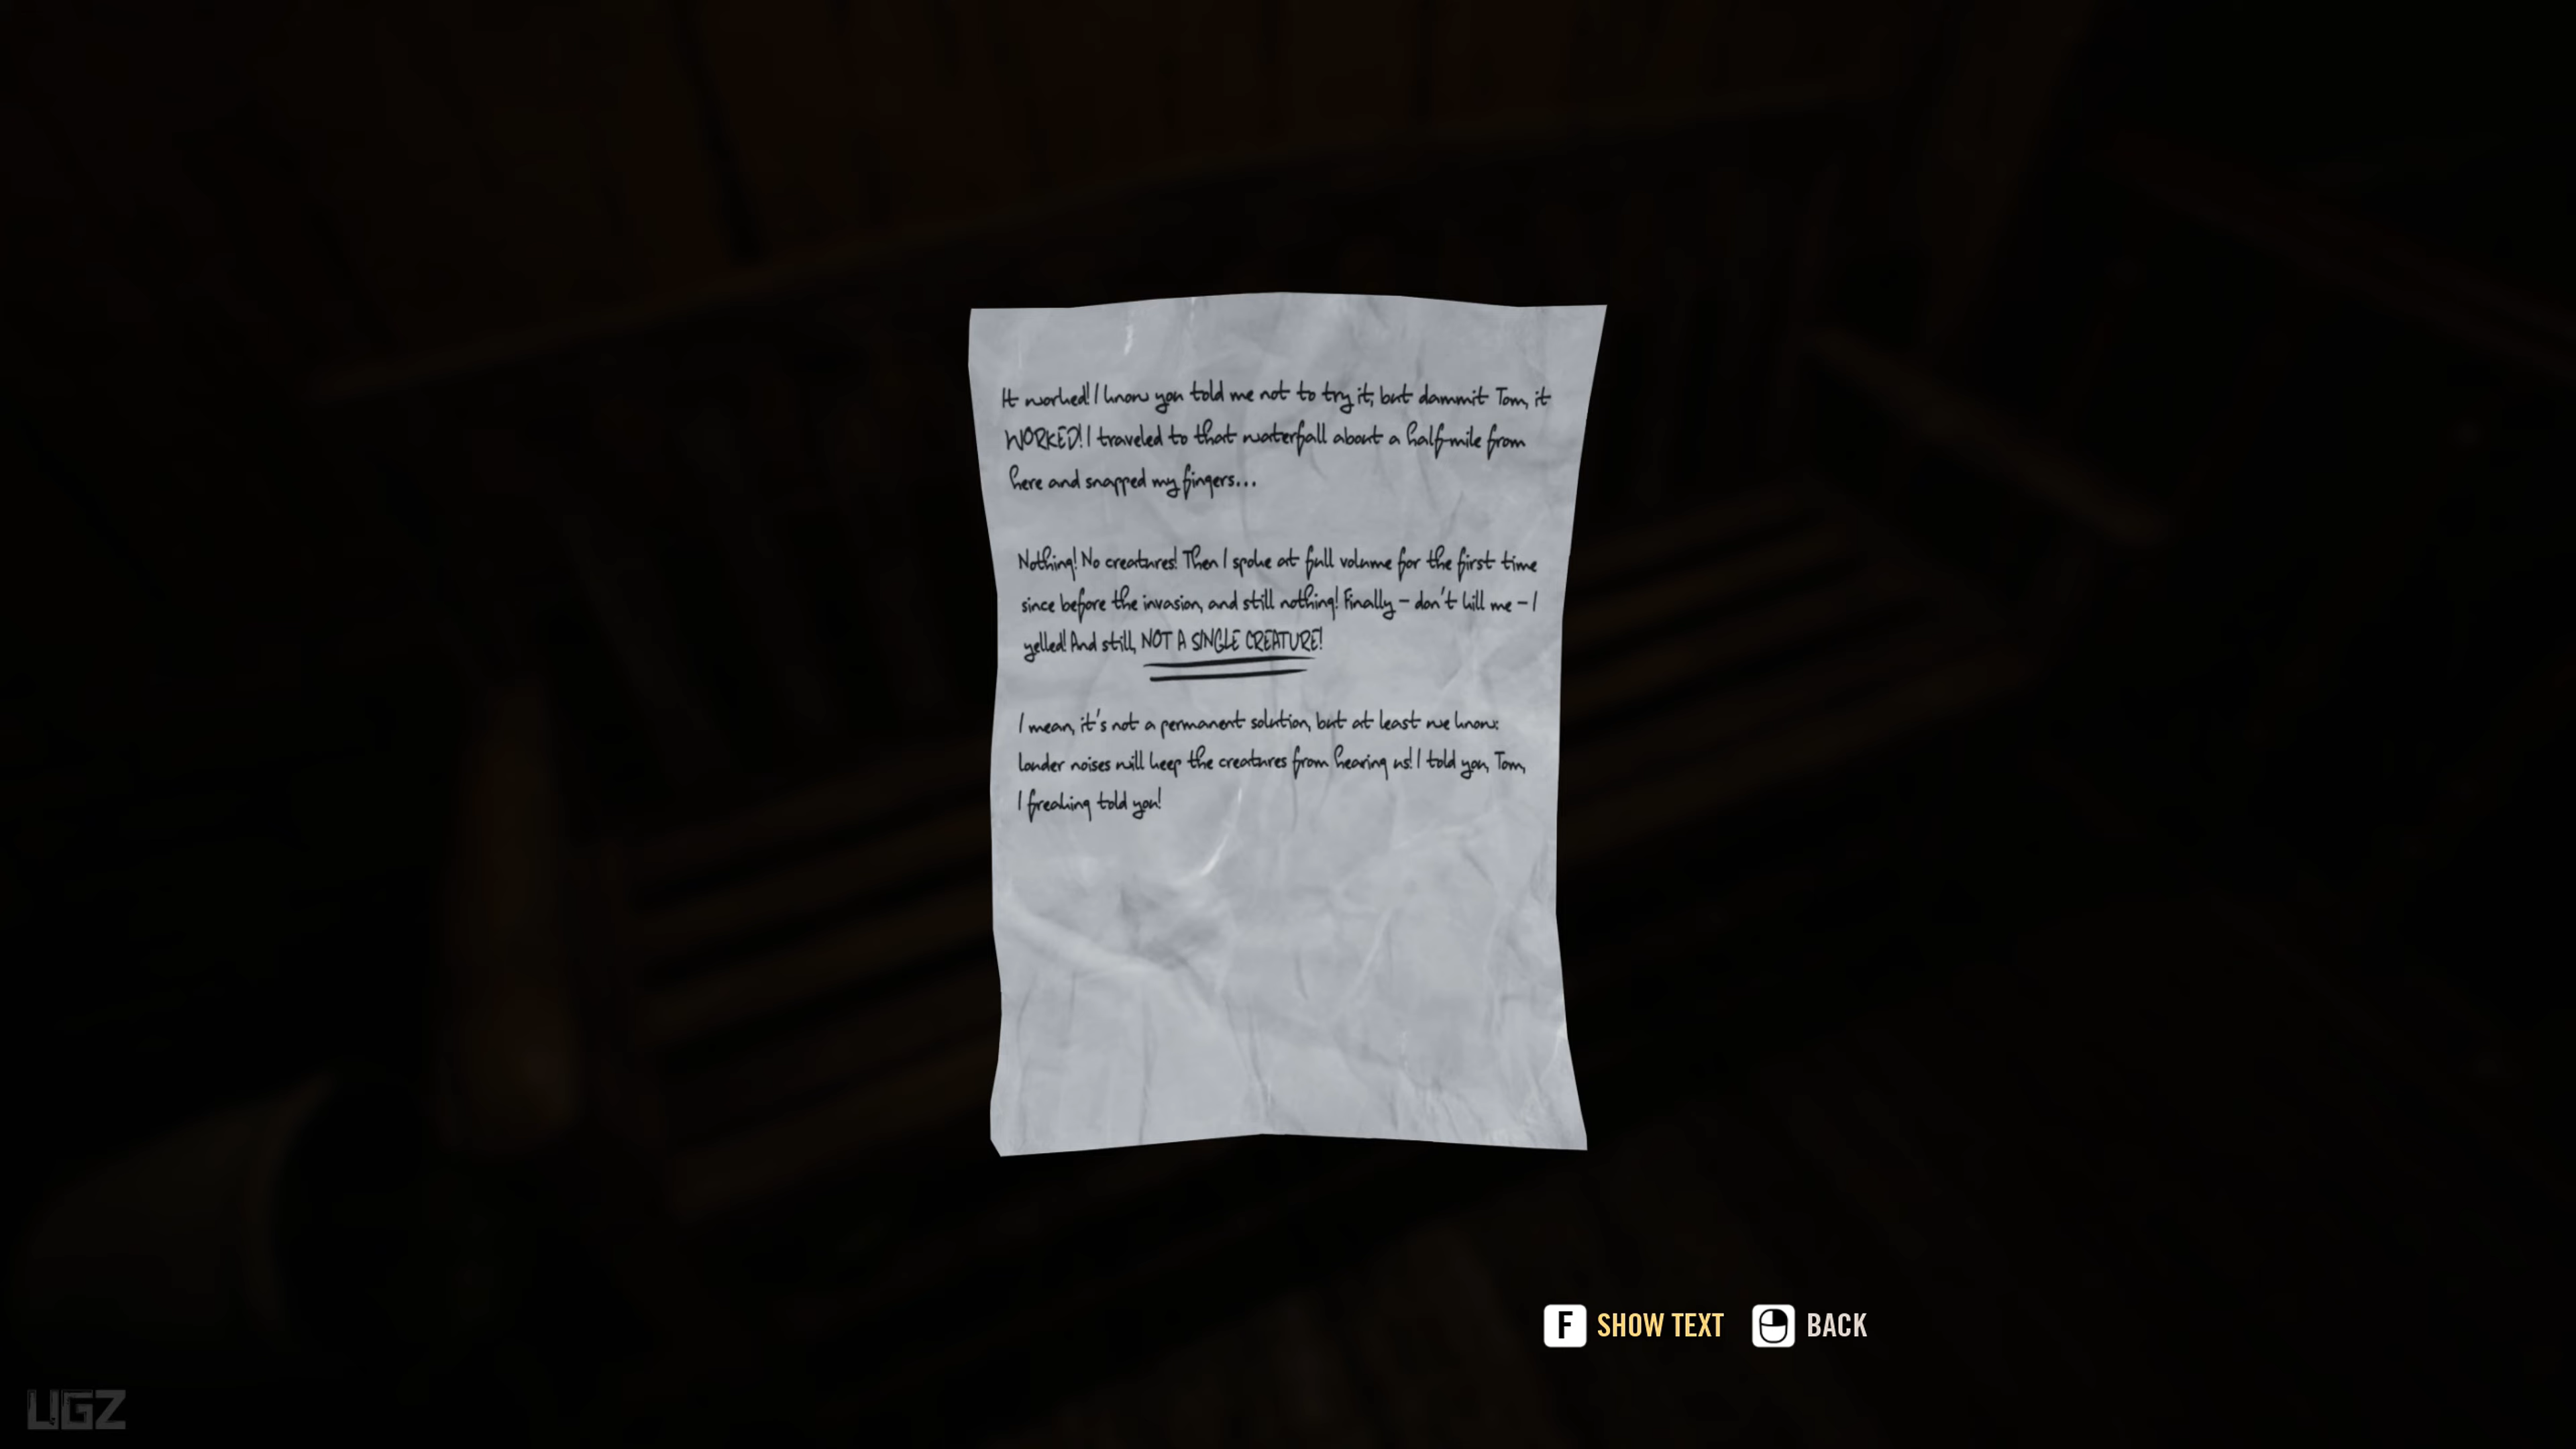 It worked! I know you told me not to try it, but dammit Tom, it
WORKED! I traveled to that waterfall about a half-mile from
here and snapped my fingers...
Nothing! No creatures! Then I spoke at full volume for the first time
since before the invasion, and still nothing! Finally – don't kill me – I
yelled! And still, NOT A SINGLE CREATURE!
I mean, it's not a permanent solution, but at least we know:
louder noises will keep the creatures from hearing us! I told you, Tom,
I freaking told you!
F SHOW TEXT BACK
UGZ